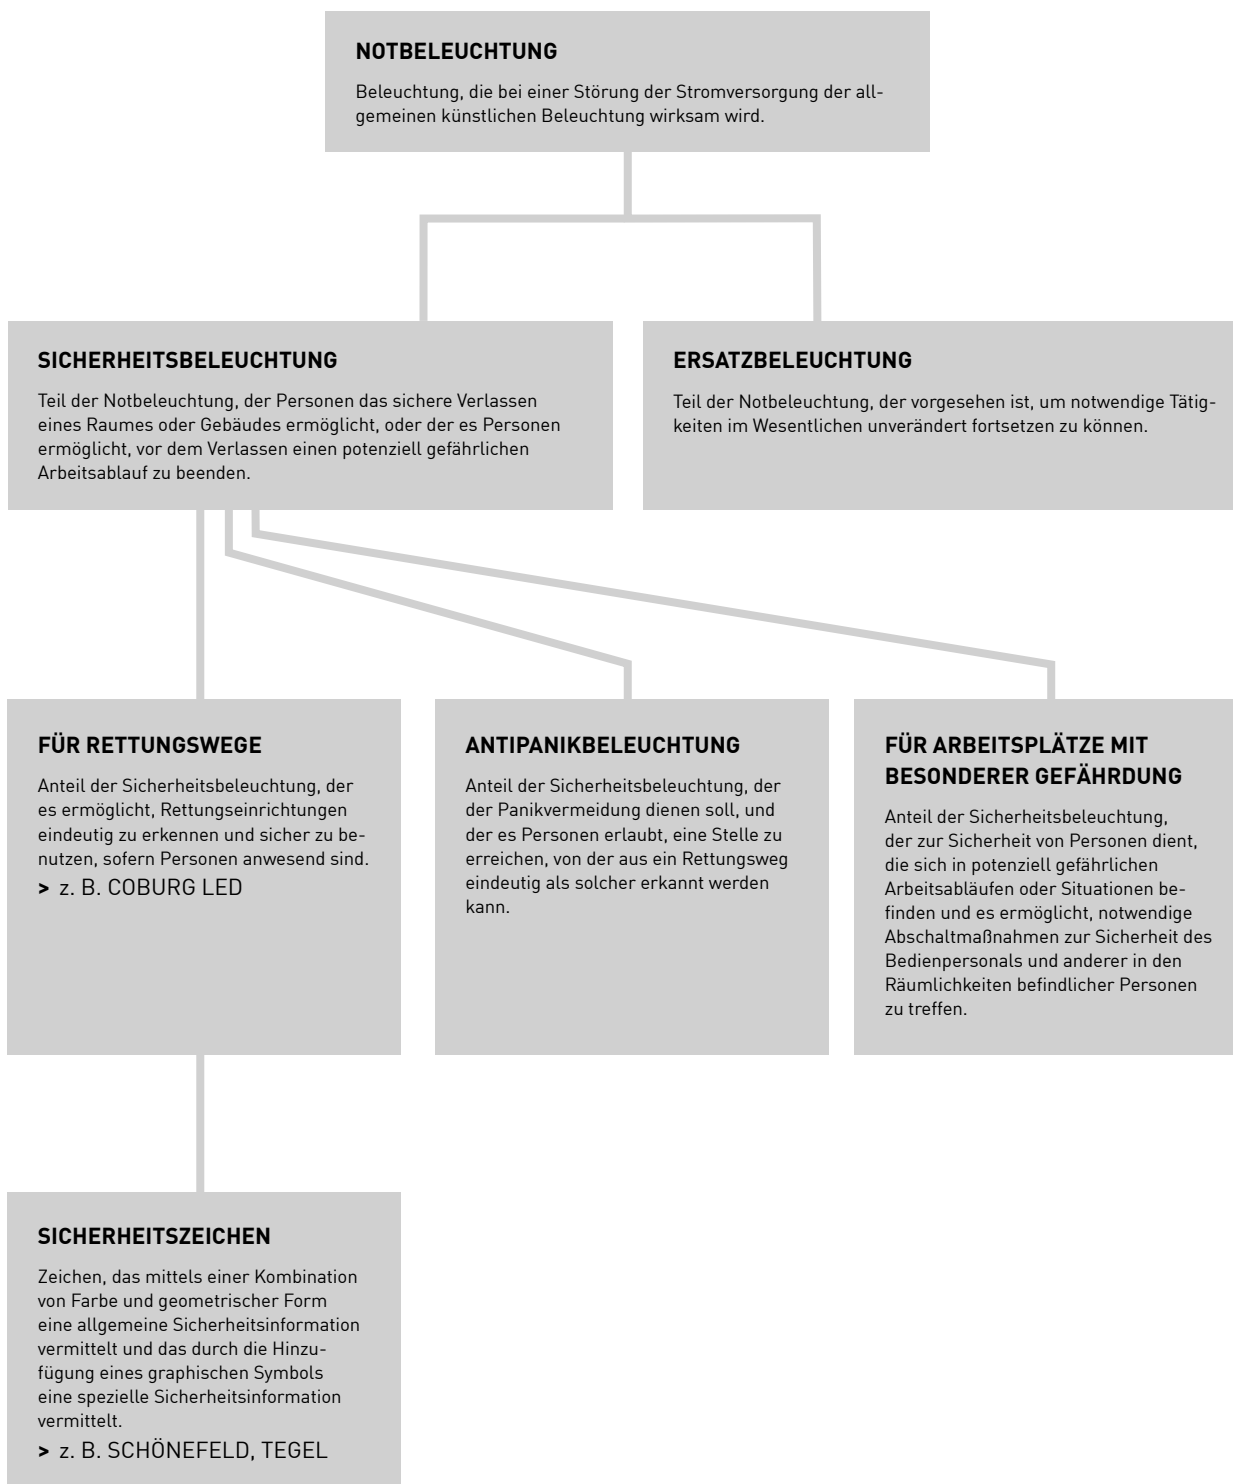 NOTBELEUCHTUNG
Beleuchtung, die bei einer Störung der Stromversorgung der all-
gemeinen künstlichen Beleuchtung wirksam wird.
SICHERHEITSBELEUCHTUNG
Teil der Notbeleuchtung, der Personen das sichere Verlassen
eines Raumes oder Gebäudes ermöglicht, oder der es Personen
ermöglicht, vor dem Verlassen einen potenziell gefährlichen
Arbeitsablauf zu beenden.
ERSATZBELEUCHTUNG
Teil der Notbeleuchtung, der vorgesehen ist, um notwendige Tätig-
keiten im Wesentlichen unverändert fortsetzen zu können.
FÜR RETTUNGSWEGE
Anteil der Sicherheitsbeleuchtung, der
es ermöglicht, Rettungseinrichtungen
eindeutig zu erkennen und sicher zu be-
nutzen, sofern Personen anwesend sind.
> z. B. COBURG LED
ANTIPANIKBELEUCHTUNG
Anteil der Sicherheitsbeleuchtung, der
der Panikvermeidung dienen soll, und
der es Personen erlaubt, eine Stelle zu
erreichen, von der aus ein Rettungsweg
eindeutig als solcher erkannt werden
kann.
FÜR ARBEITSPLÄTZE MIT
BESONDERER GEFÄHRDUNG
Anteil der Sicherheitsbeleuchtung,
der zur Sicherheit von Personen dient,
die sich in potenziell gefährlichen
Arbeitsabläufen oder Situationen be-
finden und es ermöglicht, notwendige
Abschaltmaßnahmen zur Sicherheit des
Bedienpersonals und anderer in den
Räumlichkeiten befindlicher Personen
zu treffen.
SICHERHEITSZEICHEN
Zeichen, das mittels einer Kombination
von Farbe und geometrischer Form
eine allgemeine Sicherheitsinformation
vermittelt und das durch die Hinzu-
fügung eines graphischen Symbols
eine spezielle Sicherheitsinformation
vermittelt.
> z. B. SCHÖNEFELD, TEGEL